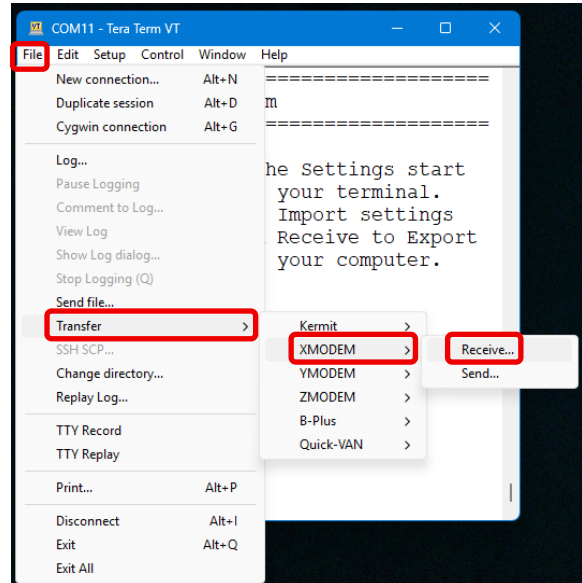 COM11 - Tera Term VT
File Edit Setup Control Window Help
New connection... Alt+N
Duplicate session Alt+D
Cygwin connection Alt+G
Log...
Pause Logging
Comment to Log...
View Log
Show Log dialog...
Stop Logging (Q)
Send file...
Transfer >
SSH SCP...
Change directory...
Replay Log...
TTY Record
TTY Replay
Print... Alt+P
Disconnect Alt+I
Exit Alt+Q
Exit All
Kermit >
XMODEM >
YMODEM >
ZMODEM >
B-Plus >
Quick-VAN >
Receive...
Send...
===================
m
===================
he Settings start
your terminal.
Import settings
Receive to Export
your computer.